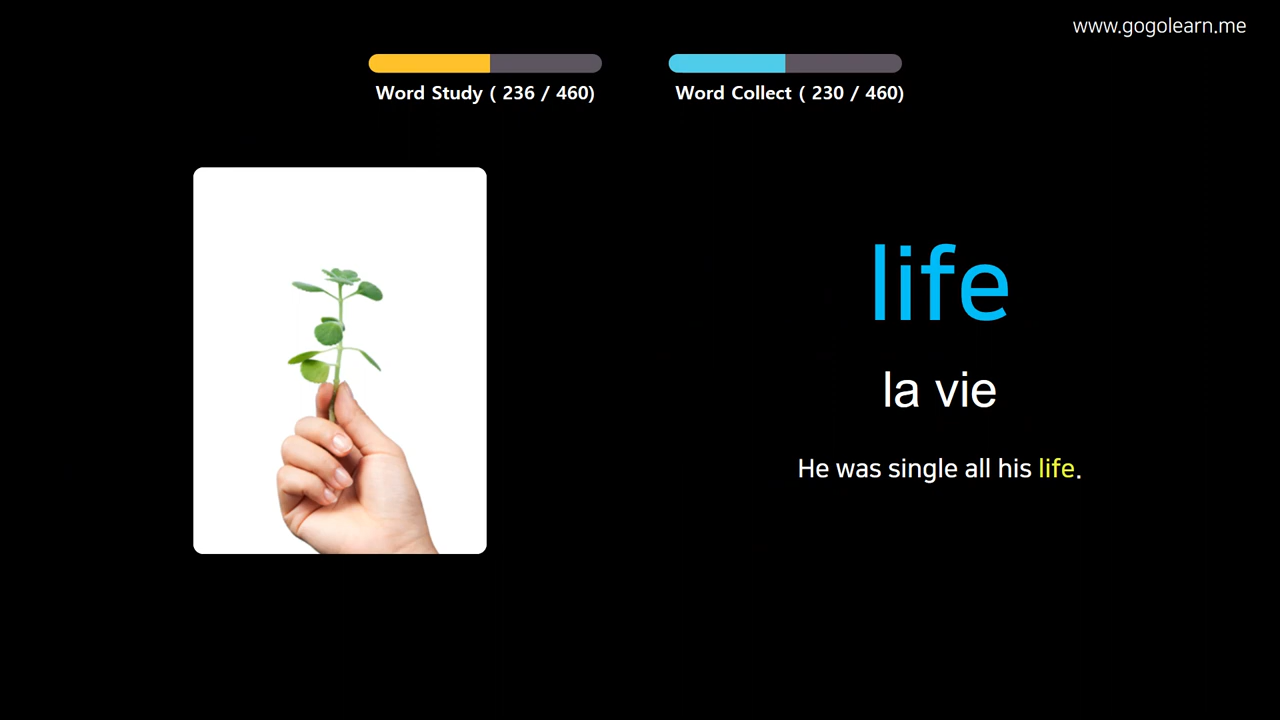 www.gogolearn.me
Word Study ( 236 / 460)
Word Collect ( 230 / 460)
life
la vie
He was single all his life.